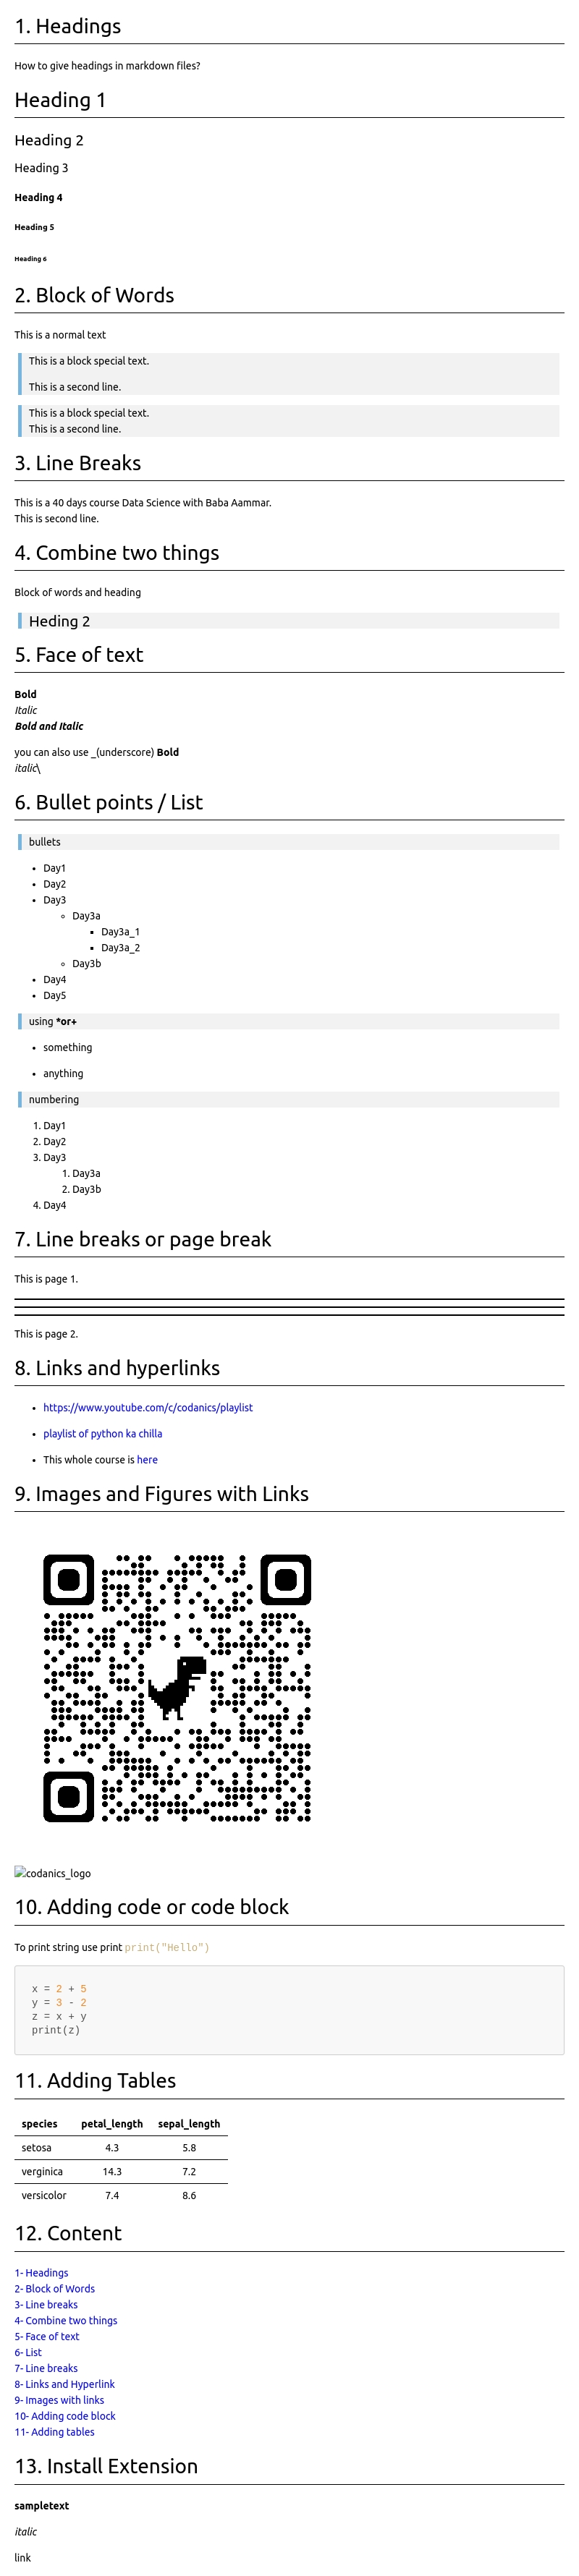 1. Headings
How to give headings in markdown files?
Heading 1
Heading 2
Heading 3
Heading 4
Heading 5
Heading 6
2. Block of Words
This is a normal text
This is a block special text.
This is a second line.
This is a block special text.
This is a second line.
3. Line Breaks
This is a 40 days course Data Science with Baba Aammar.
This is second line.
4. Combine two things
Block of words and heading
Heding 2
5. Face of text
Bold
Italic
Bold and Italic
you can also use _(underscore) Bold
italic\
6. Bullet points / List
bullets
• Day1
• Day2
• Day3
◦ Day3a
▪ Day3a_1
▪ Day3a_2
◦ Day3b
• Day4
• Day5
using *or+
• something
• anything
numbering
1. Day1
2. Day2
3. Day3
1. Day3a
2. Day3b
4. Day4
7. Line breaks or page break
This is page 1.
This is page 2.
8. Links and hyperlinks
• https://www.youtube.com/c/codanics/playlist
• playlist of python ka chilla
• This whole course is here
9. Images and Figures with Links
codanics_logo
10. Adding code or code block
To print string use print print("Hello")
x = 2 + 5
y = 3 - 2
z = x + y
print(z)
11. Adding Tables
species petal_length sepal_length
setosa 4.3 5.8
verginica 14.3 7.2
versicolor 7.4 8.6
12. Content
1- Headings
2- Block of Words
3- Line breaks
4- Combine two things
5- Face of text
6- List
7- Line breaks
8- Links and Hyperlink
9- Images with links
10- Adding code block
11- Adding tables
13. Install Extension
sampletext
italic
link